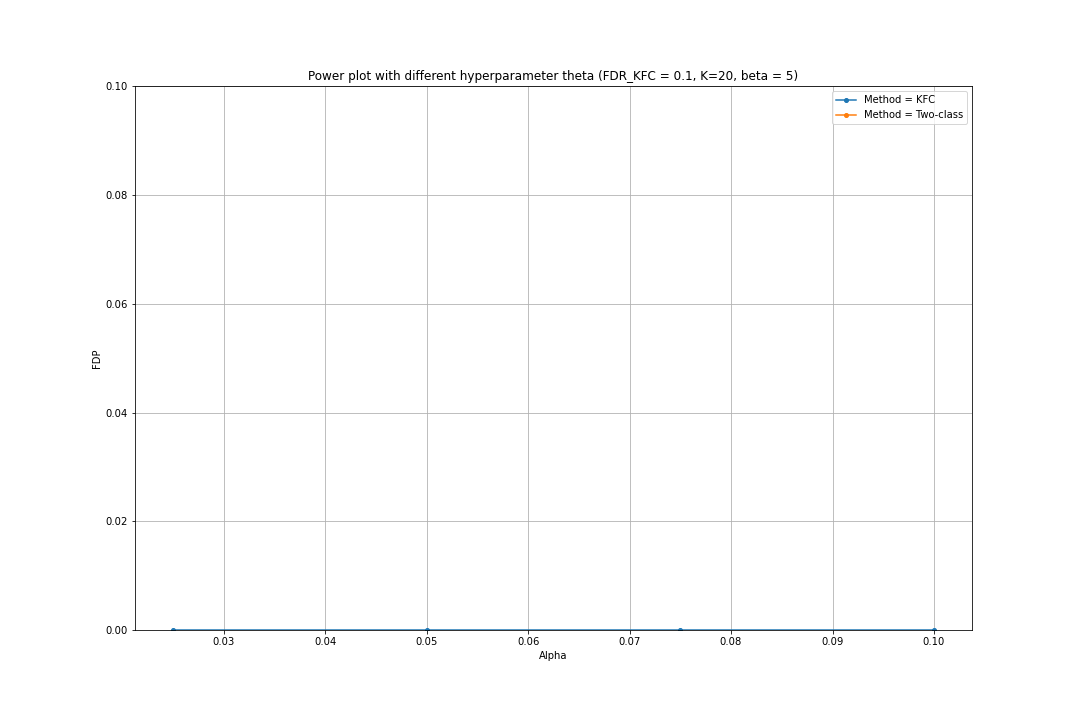 Power plot with different hyperparameter theta (FDR_KFC = 0.1, K=20, beta = 5)
Method = KFC
Method = Two-class
0.10
0.08
0.06
0.04
0.02
0.00
FDP
0.03 0.04 0.05 0.06 0.07 0.08 0.09 0.10
Alpha